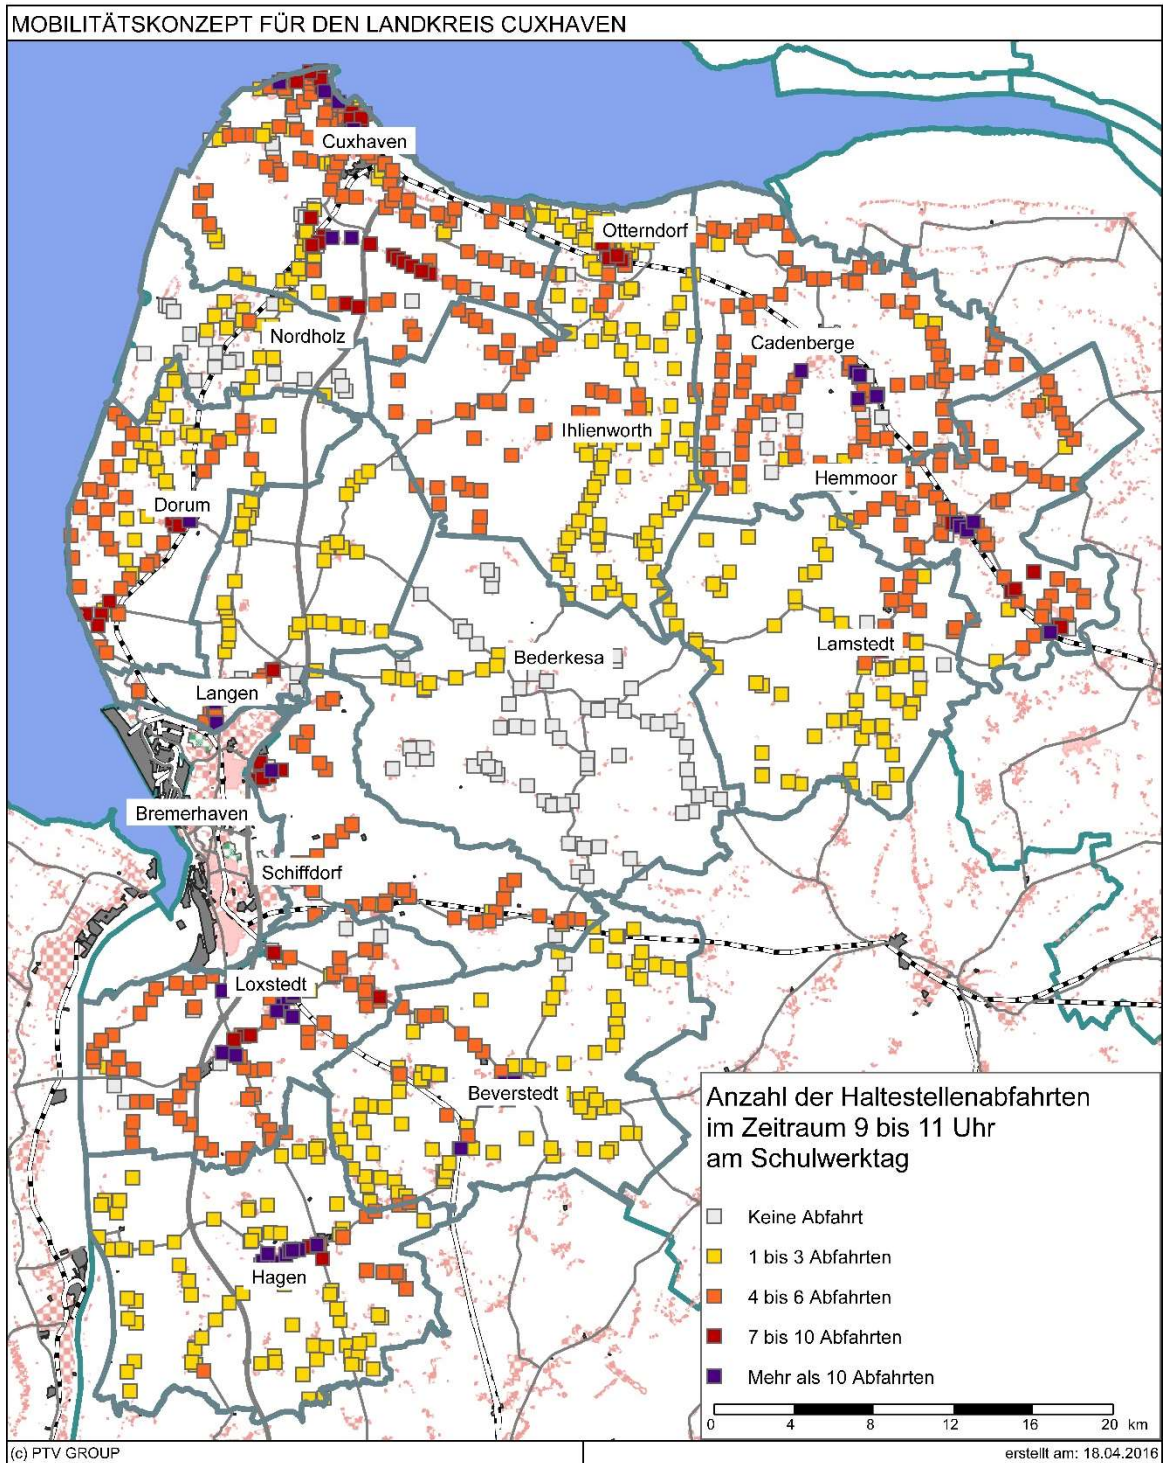 MOBILITÄTSKONZEPT FÜR DEN LANDKREIS CUXHAVEN
Cuxhaven
Otterndorf
Nordholz
Cadenberge
Ihlienworth
Hemmoor
Dorum
Lamstedt
Bederkesa
Langen
Bremerhaven
Schiffdorf
Loxstedt
Beverstedt
Hagen
Anzahl der Haltestellenabfahrten
im Zeitraum 9 bis 11 Uhr
am Schulwerktag
Keine Abfahrt
1 bis 3 Abfahrten
4 bis 6 Abfahrten
7 bis 10 Abfahrten
Mehr als 10 Abfahrten
0 4 8 12 16 20 km
(c) PTV GROUP
erstellt am: 18.04.2016